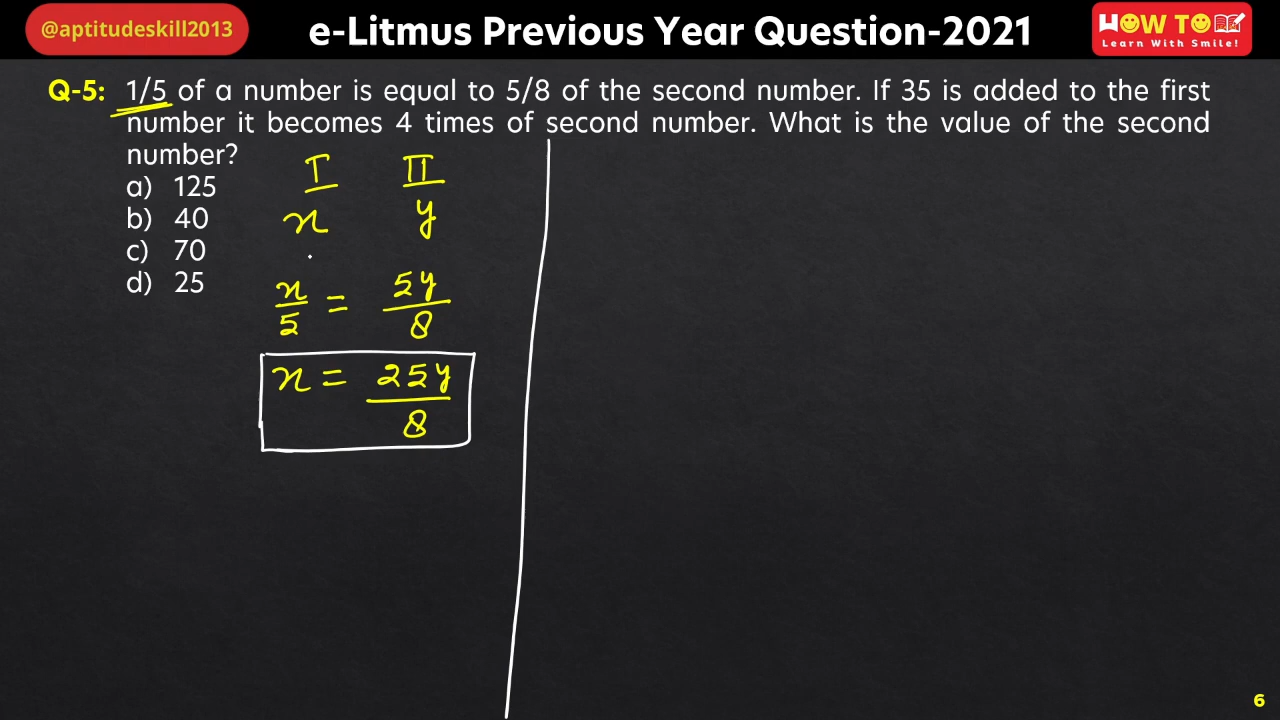 @aptitudeskill2013
e-Litmus Previous Year Question-2021
HOW TO
Learn With Smile!
Q-5: 1/5 of a number is equal to 5/8 of the second number. If 35 is added to the first
number it becomes 4 times of second number. What is the value of the second
number?
a) 125
b) 40
c) 70
d) 25
I II
x y
x/5 = 5y/8
x = 25y/8
6